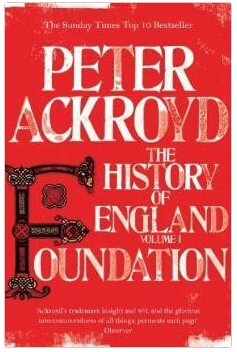 The Sunday Times Top 10 Bestseller
PETER
ACKROYD
THE
HISTORY
OF
ENGLAND
VOLUME I
FOUNDATION
'Ackroyd's trademark insight and wit, and the glorious
interconnectedness of all things, permeate each page'
Observer